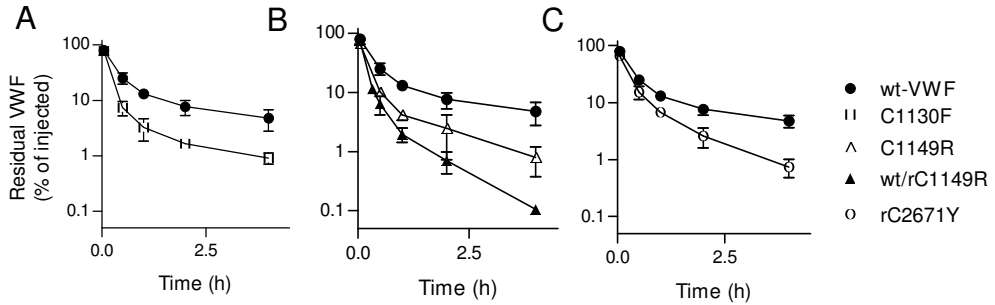 A
B
C
Residual VWF
(% of injected)
100
10
1
0.1
0.0
2.5
Time (h)
100
10
1
0.1
0.0
2.5
Time (h)
100
10
1
0.1
0.0
2.5
Time (h)
wt-VWF
C1130F
C1149R
wt/rC1149R
rC2671Y